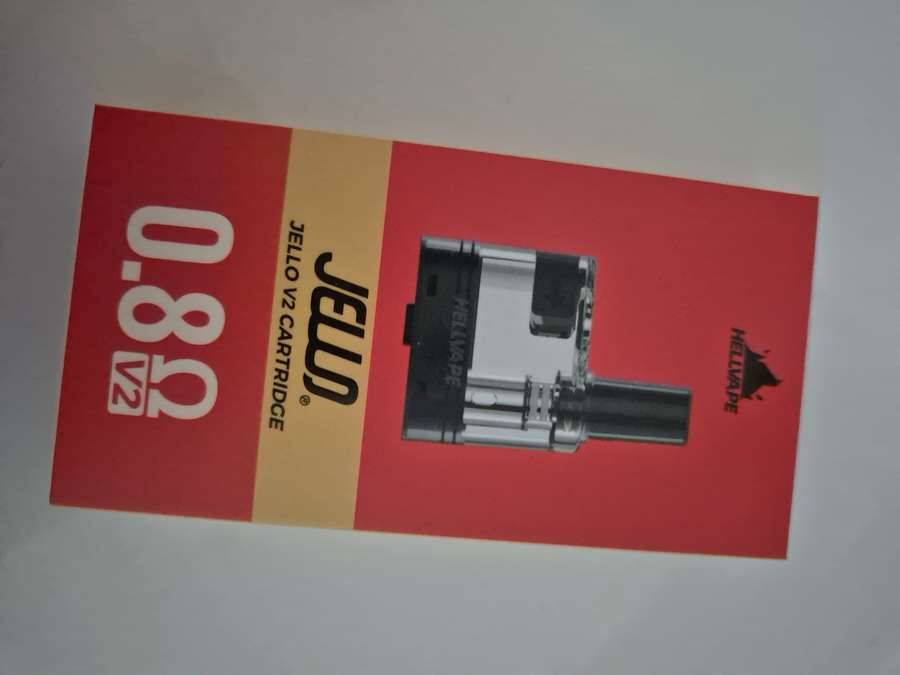 HELLVAPE
HELLVAPE
JELLO®
JELLO V2 CARTRIDGE
0.8Ω
V2